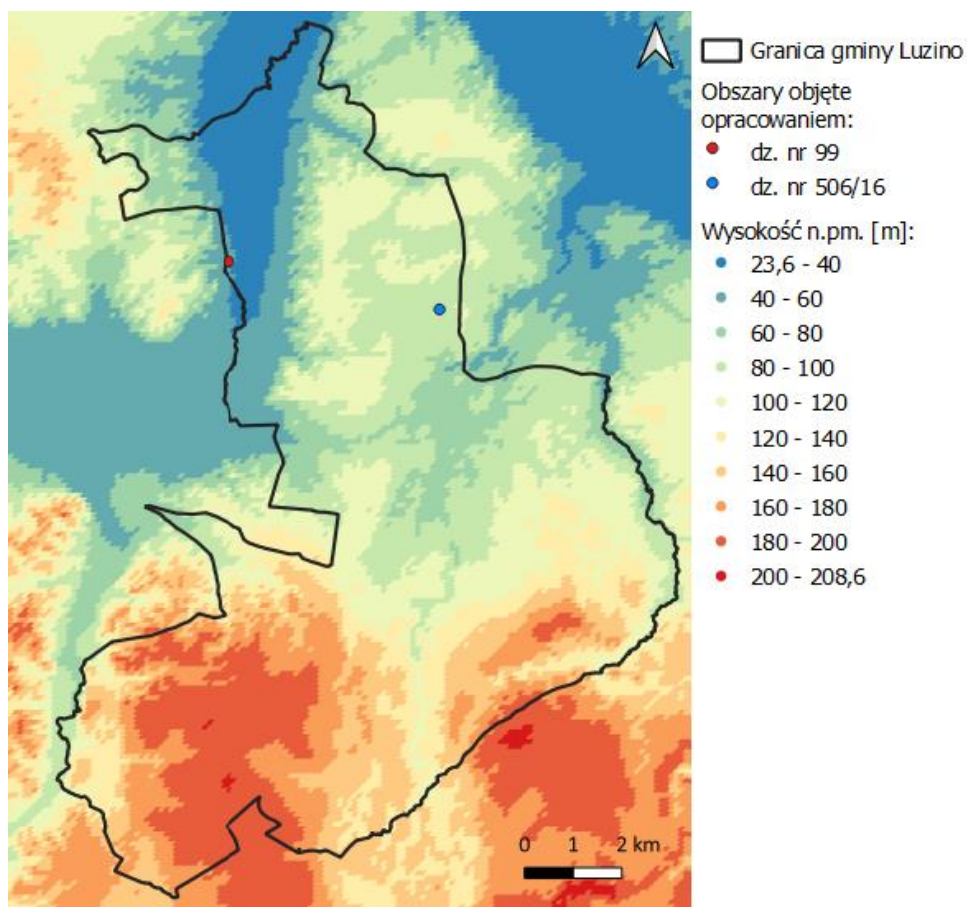 Granica gminy Luzino
Obszary objęte
opracowaniem:
dz. nr 99
dz. nr 506/16
Wysokość n.pm. [m]:
23,6 - 40
40 - 60
60 - 80
80 - 100
100 - 120
120 - 140
140 - 160
160 - 180
180 - 200
200 - 208,6
0 1 2 km